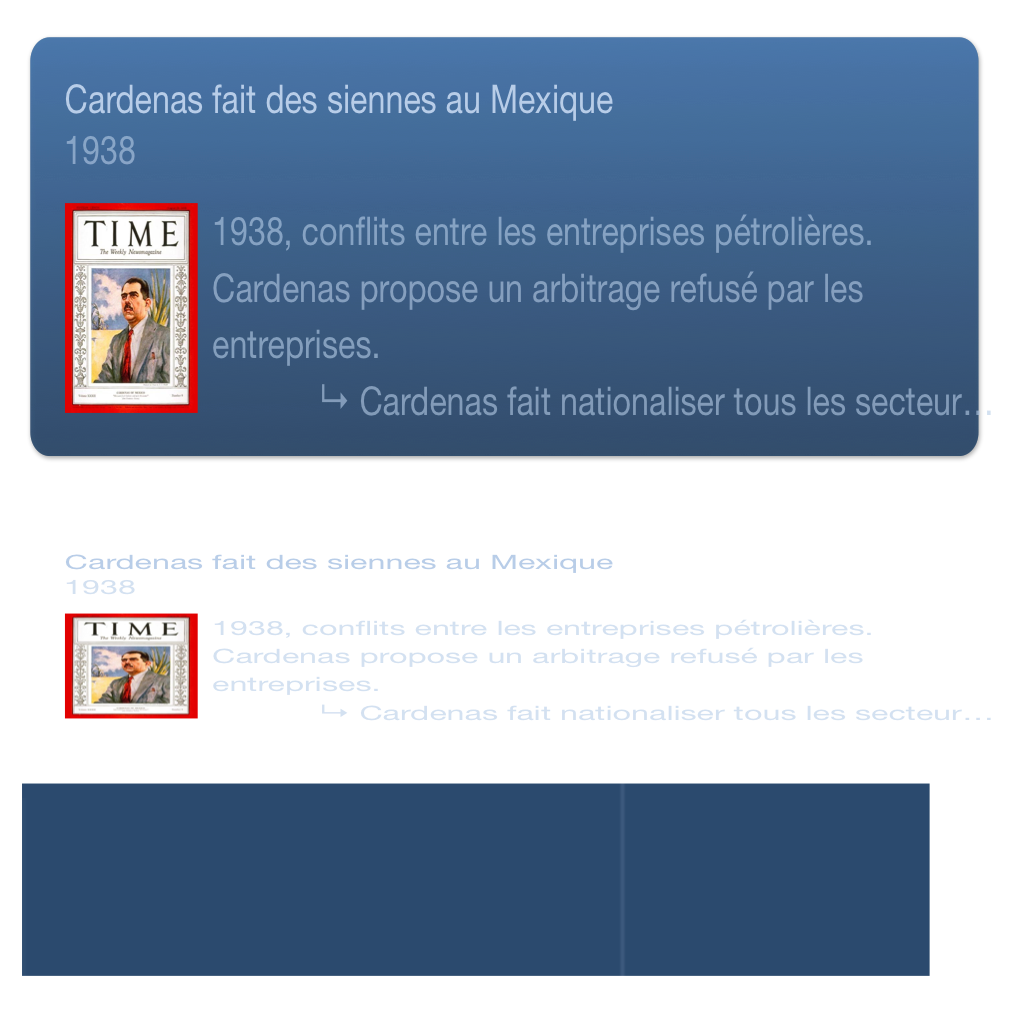 Cardenas fait des siennes au Mexique
1938
TIME
The Weekly Newsmagazine
1938, conflits entre les entreprises pétrolières.
Cardenas propose un arbitrage refusé par les
entreprises.
↳ Cardenas fait nationaliser tous les secteur…
Cardenas fait des siennes au Mexique
1938
TIME
The Weekly Newsmagazine
1938, conflits entre les entreprises pétrolières.
Cardenas propose un arbitrage refusé par les
entreprises.
↳ Cardenas fait nationaliser tous les secteur…